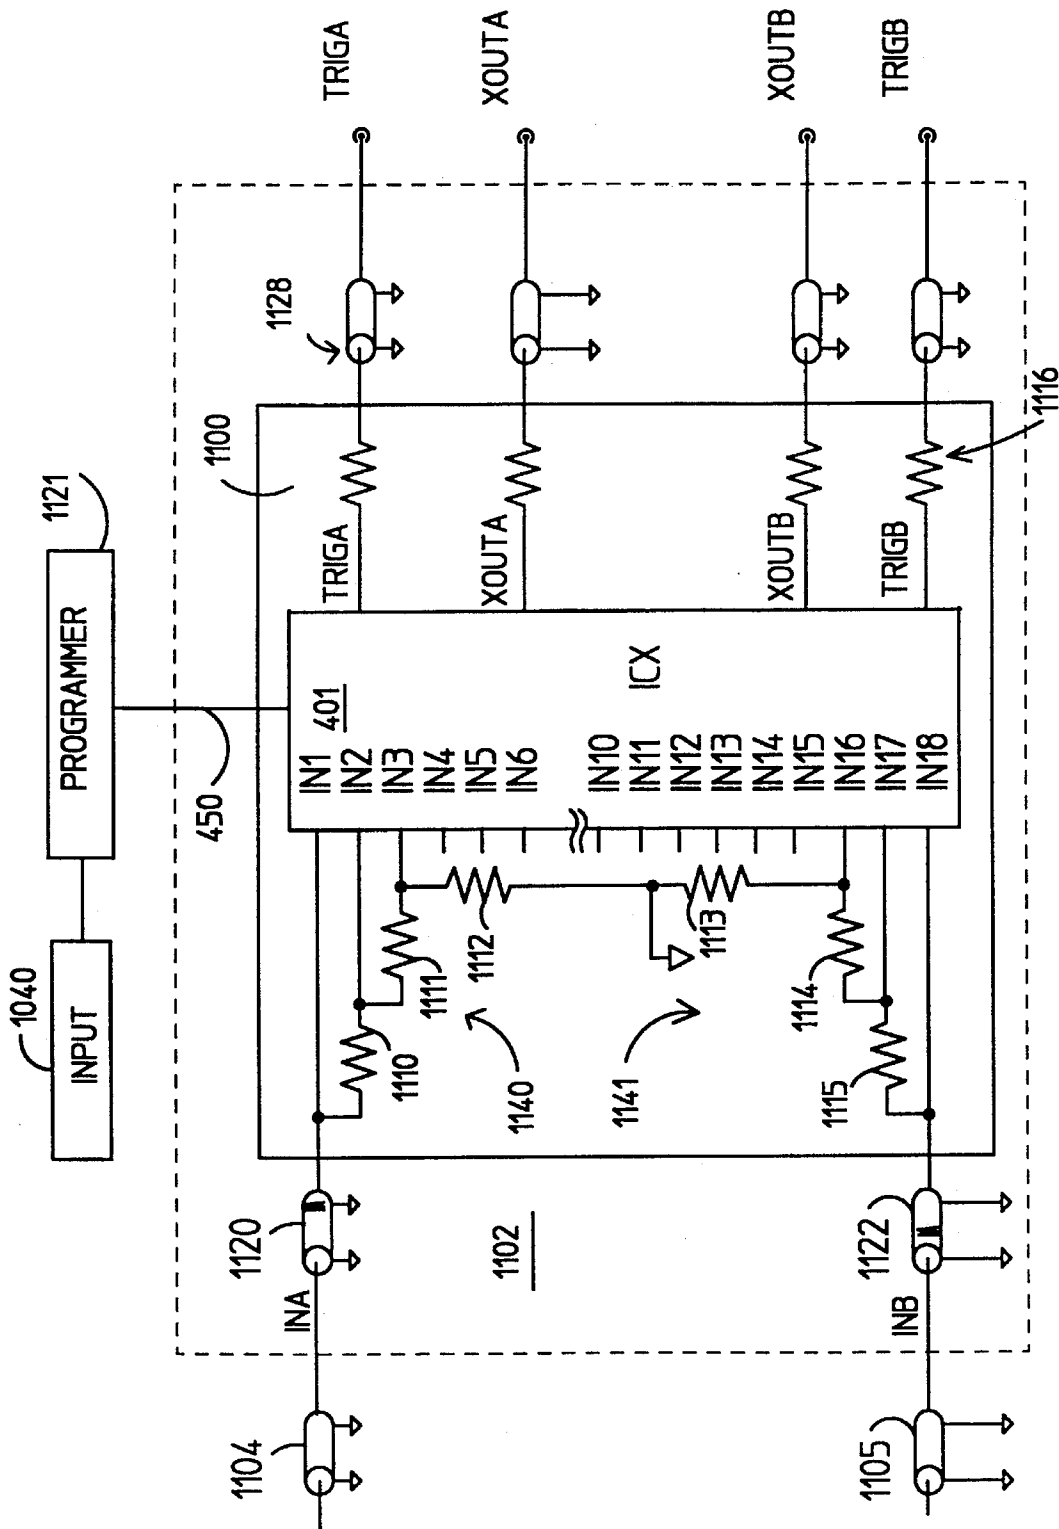 TRIGA
XOUTA
XOUTB
TRIGB
1128
1116
1100
TRIGA
XOUTA
XOUTB
TRIGB
1121
PROGRAMMER
450
401
ICX
IN1
IN2
IN3
IN4
IN5
IN6
IN10
IN11
IN12
IN13
IN14
IN15
IN16
IN17
IN18
1040
INPUT
1110
1111
1112
1113
1114
1115
1140
1141
1120
1122
INA
INB
1102
1104
1105